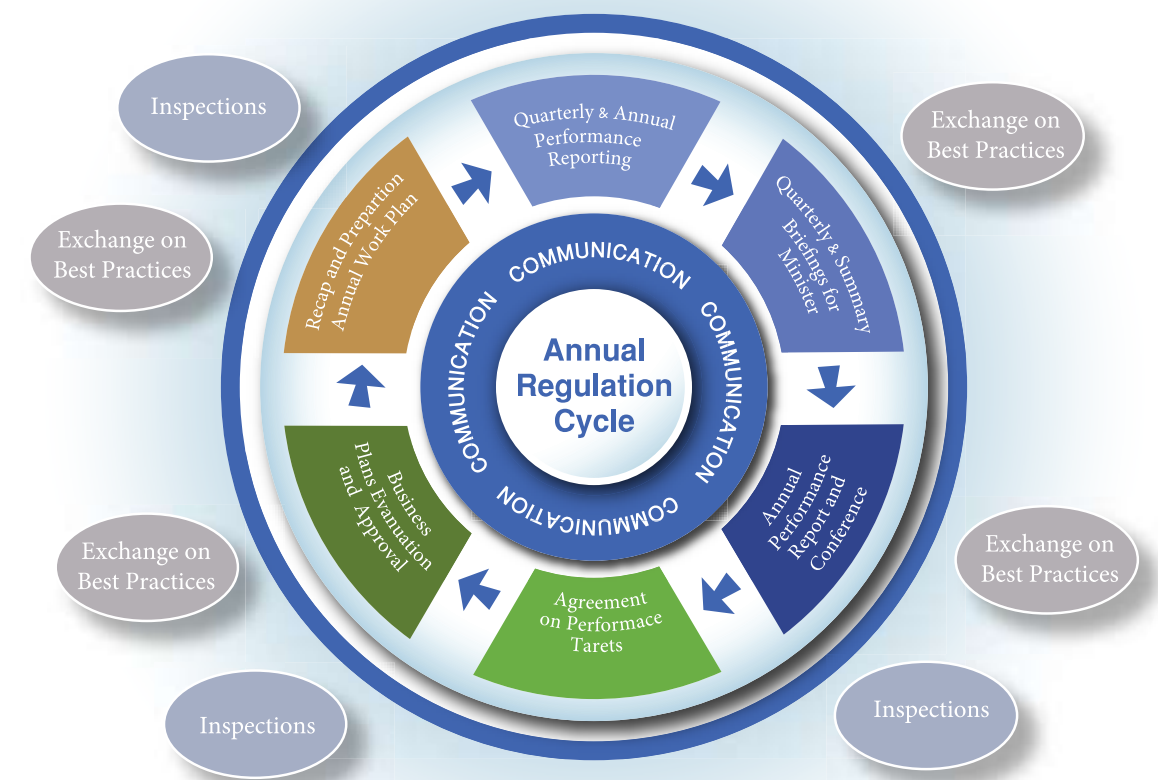 Inspections
Exchange on
Best Practices
Quarterly & Annual
Performance
Reporting
Quarterly & Summary
Briefings for
Minister
Annual
Performance
Report and
Conference
Agreement
on Performace
Tarets
Business
Plans Evanuation
and Approval
Recap and Prepartion
Annual Work Plan
COMMUNICATION
COMMUNICATION
COMMUNICATION
COMMUNICATION
Annual
Regulation
Cycle
Exchange on
Best Practices
Exchange on
Best Practices
Exchange on
Best Practices
Inspections
Inspections